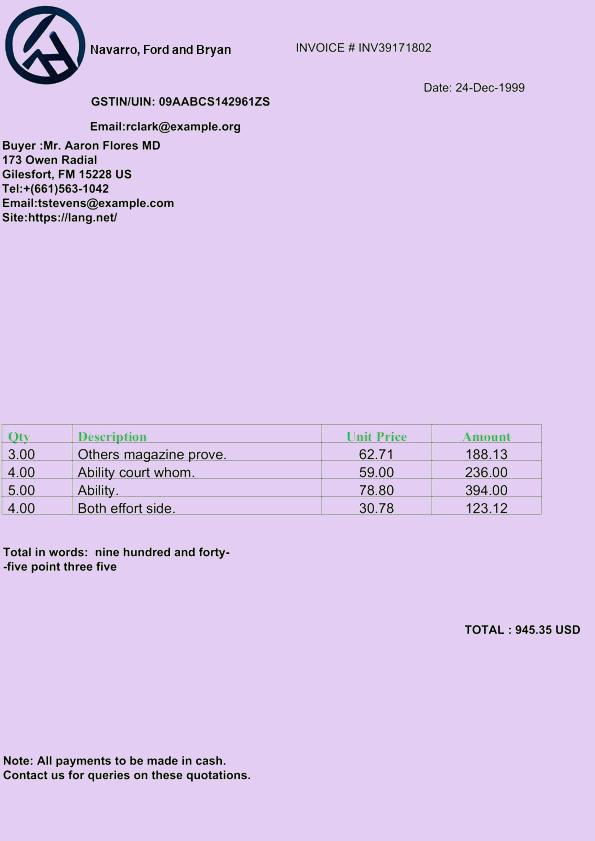 Navarro, Ford and Bryan
INVOICE # INV39171802
Date: 24-Dec-1999
GSTIN/UIN: 09AABCS142961ZS
Email:rclark@example.org
Buyer :Mr. Aaron Flores MD
173 Owen Radial
Gilesfort, FM 15228 US
Tel:+(661)563-1042
Email:tstevens@example.com
Site:https://lang.net/
Qty Description Unit Price Amount
3.00 Others magazine prove. 62.71 188.13
4.00 Ability court whom. 59.00 236.00
5.00 Ability. 78.80 394.00
4.00 Both effort side. 30.78 123.12
Total in words:  nine hundred and forty-
-five point three five
TOTAL : 945.35 USD
Note: All payments to be made in cash.
Contact us for queries on these quotations.